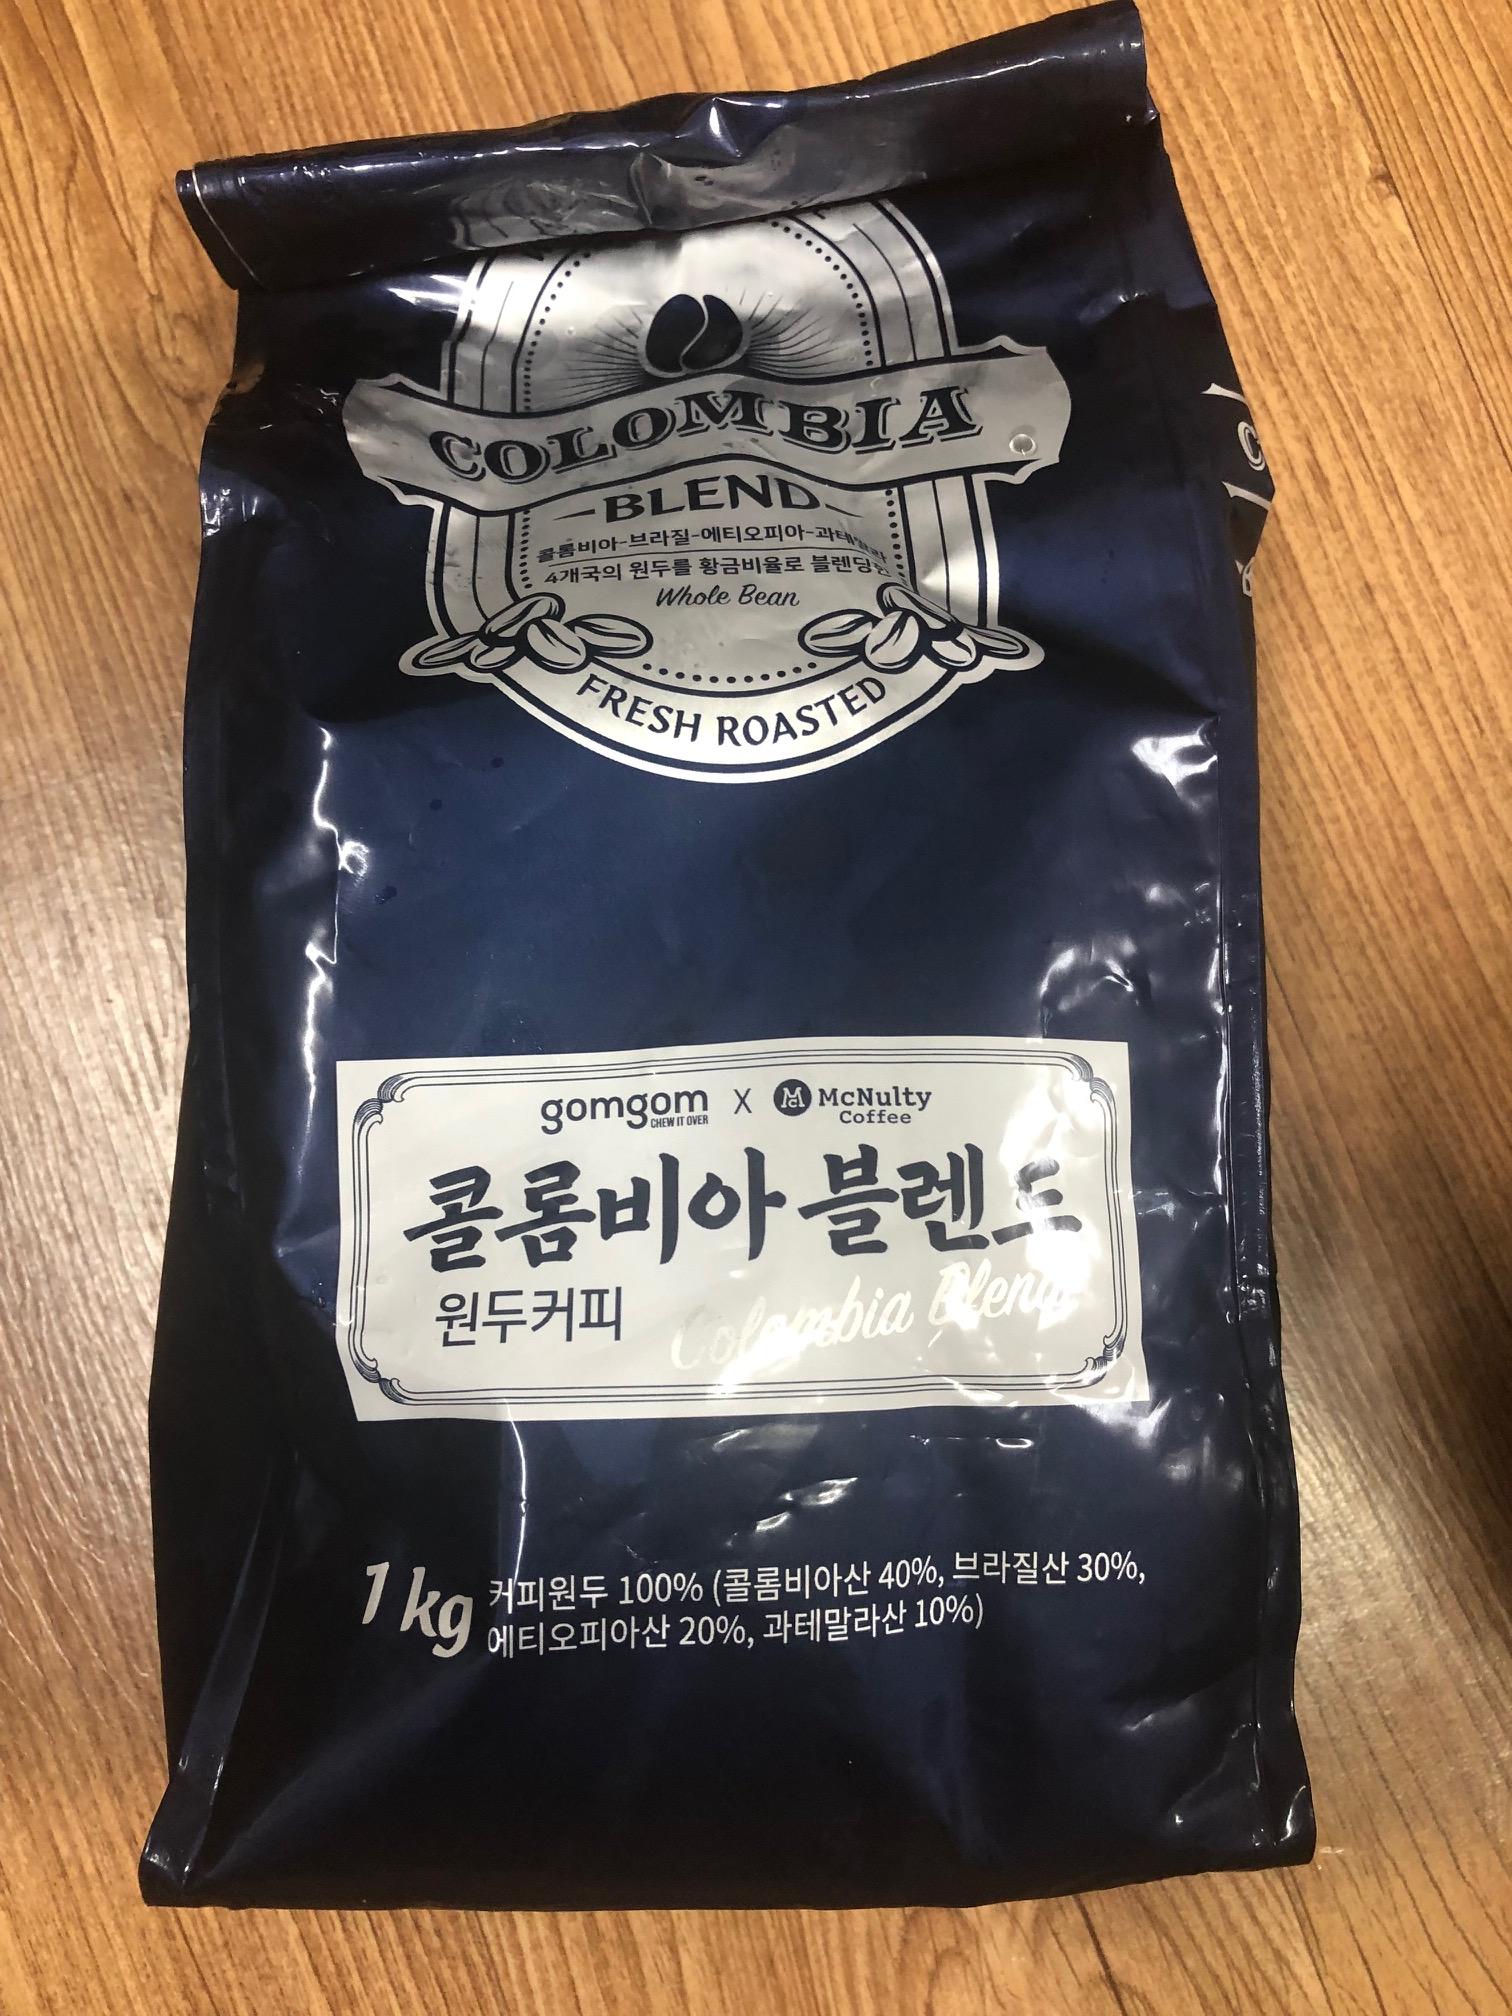 COLOMBIA
BLEND
콜롬비아-브라질-에티오피아-과테말라
4개국의 원두를 황금비율로 블렌딩한
Whole Bean
FRESH ROASTED
gomgom X McNulty
CHEW IT OVER Coffee
콜롬비아 블렌드
원두커피 Colombia Blend
1 kg 커피원두 100% (콜롬비아산 40%, 브라질산 30%,
에티오피아산 20%, 과테말라산 10%)